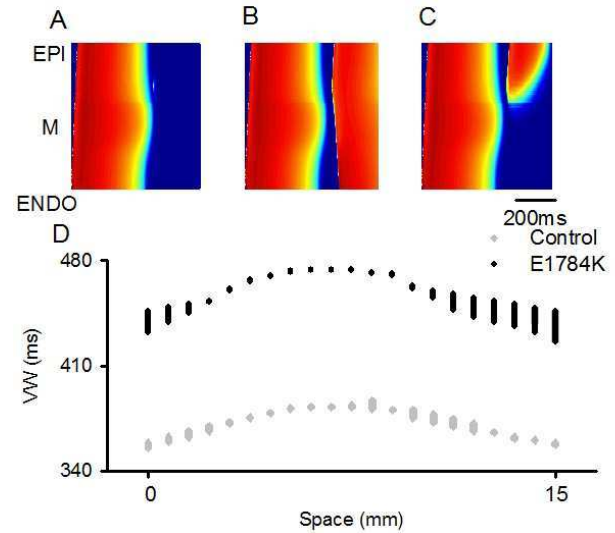 A
B
C
EPI
M
ENDO
200ms
D
Control
E1784K
480
410
340
VW (ms)
0
15
Space (mm)